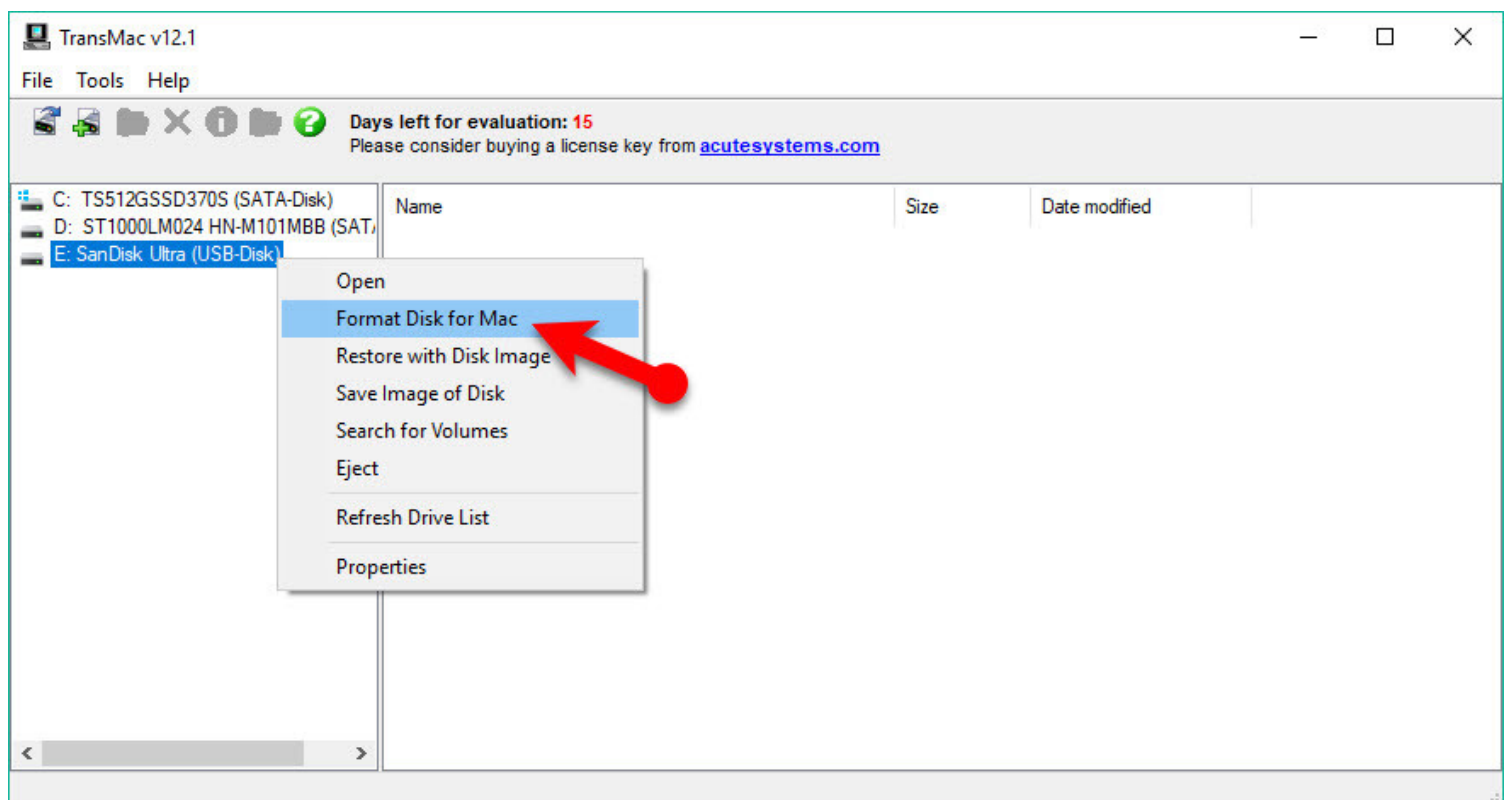 TransMac v12.1
File Tools Help
Days left for evaluation: 15
Please consider buying a license key from acutesystems.com
C: TS512GSSD370S (SATA-Disk)
D: ST1000LM024 HN-M101MBB (SATA
E: SanDisk Ultra (USB-Disk)
Name Size Date modified
Open
Format Disk for Mac
Restore with Disk Image
Save Image of Disk
Search for Volumes
Eject
Refresh Drive List
Properties